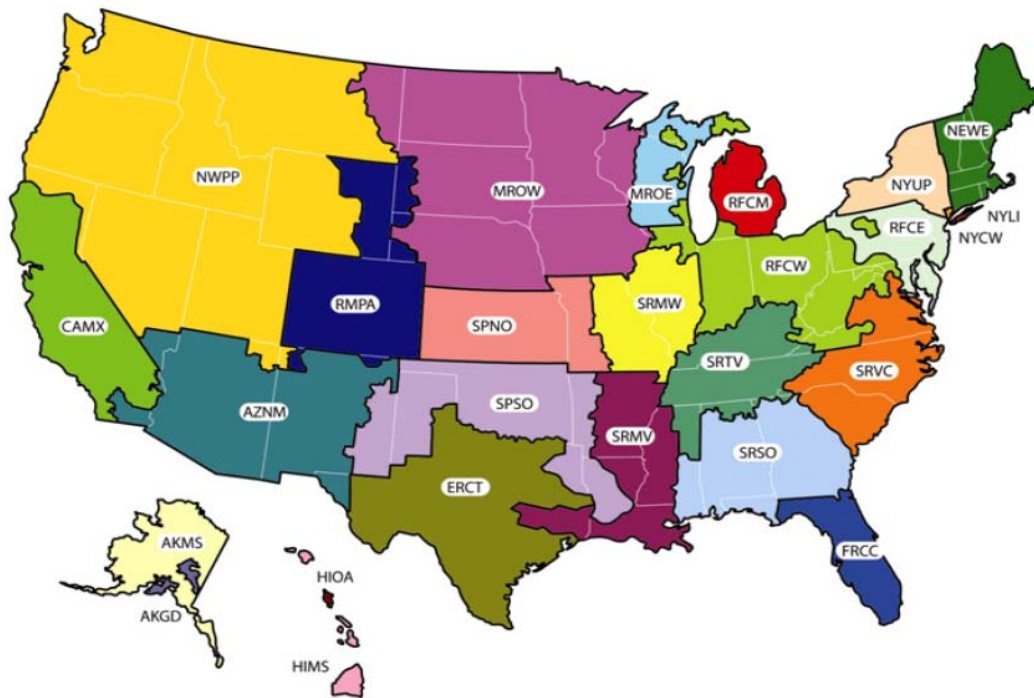 NEWE
NWPP
NYUP
MROW
MROE
RFCM
NYLI
RFCE
NYCW
RFCW
RMPA
SRMW
CAMX
SPNO
SRTV
SRVC
SPSO
AZNM
SRMV
SRSO
ERCT
AKMS
FRCC
HIOA
AKGD
HIMS